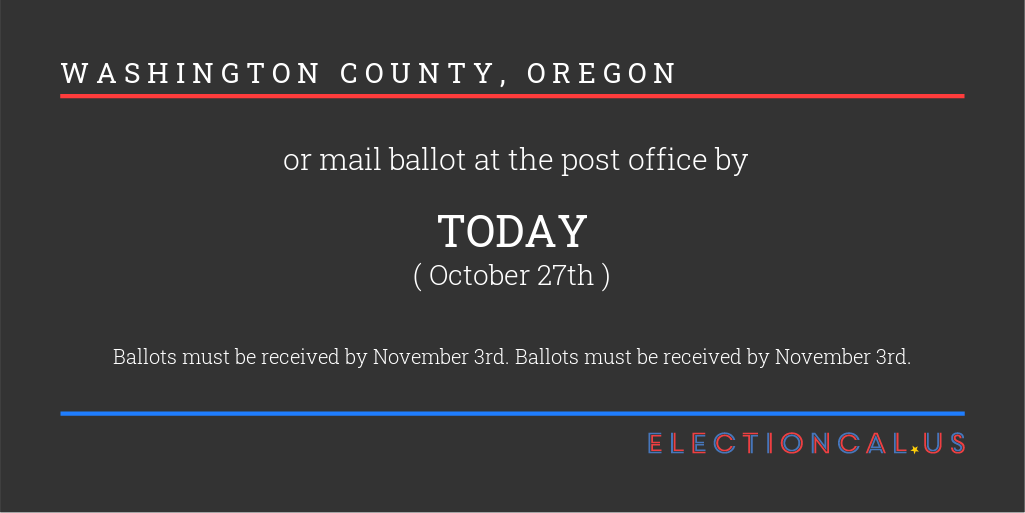 WASHINGTON COUNTY, OREGON
or mail ballot at the post office by
TODAY
( October 27th )
Ballots must be received by November 3rd. Ballots must be received by November 3rd.
ELECTIONCAL.US